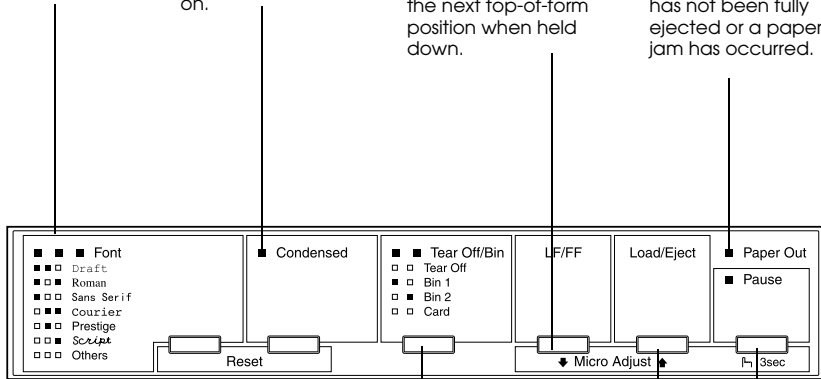 on.
the next top-of-form
position when held
down.
has not been fully
ejected or a paper
jam has occurred.
Font
Draft
Roman
Sans Serif
Courier
Prestige
Script
Others
Condensed
Reset
Tear Off/Bin
Tear Off
Bin 1
Bin 2
Card
LF/FF
Load/Eject
Micro Adjust
Paper Out
Pause
3sec